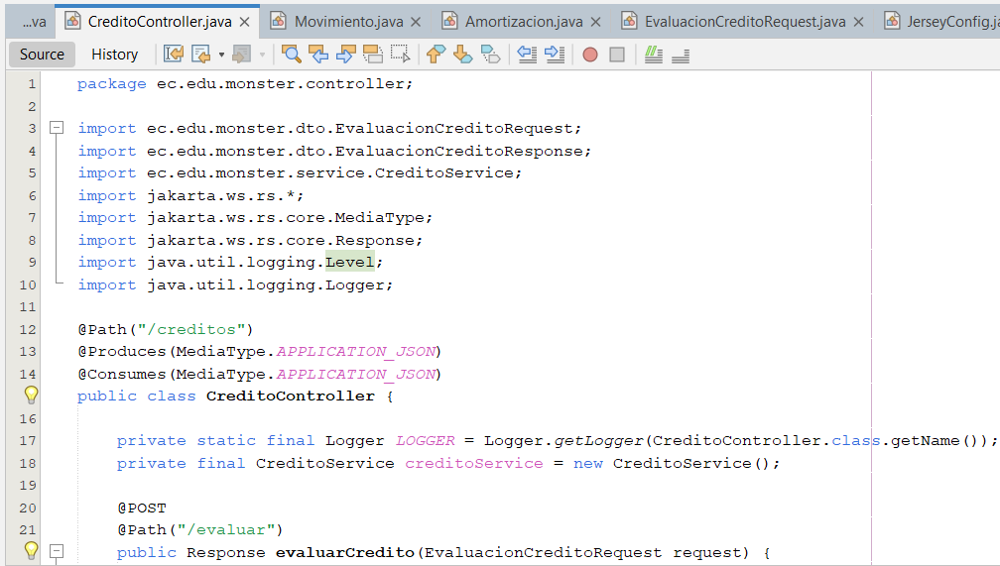 ...va CreditoController.java Movimiento.java Amortizacion.java EvaluacionCreditoRequest.java JerseyConfig.ja
Source History
1 package ec.edu.monster.controller;
2
3 import ec.edu.monster.dto.EvaluacionCreditoRequest;
4 import ec.edu.monster.dto.EvaluacionCreditoResponse;
5 import ec.edu.monster.service.CreditoService;
6 import jakarta.ws.rs.*;
7 import jakarta.ws.rs.core.MediaType;
8 import jakarta.ws.rs.core.Response;
9 import java.util.logging.Level;
10 import java.util.logging.Logger;
11
12 @Path("/creditos")
13 @Produces(MediaType.APPLICATION_JSON)
14 @Consumes(MediaType.APPLICATION_JSON)
public class CreditoController {
16
17 private static final Logger LOGGER = Logger.getLogger(CreditoController.class.getName());
18 private final CreditoService creditoService = new CreditoService();
19
20 @POST
21 @Path("/evaluar")
public Response evaluarCredito(EvaluacionCreditoRequest request) {